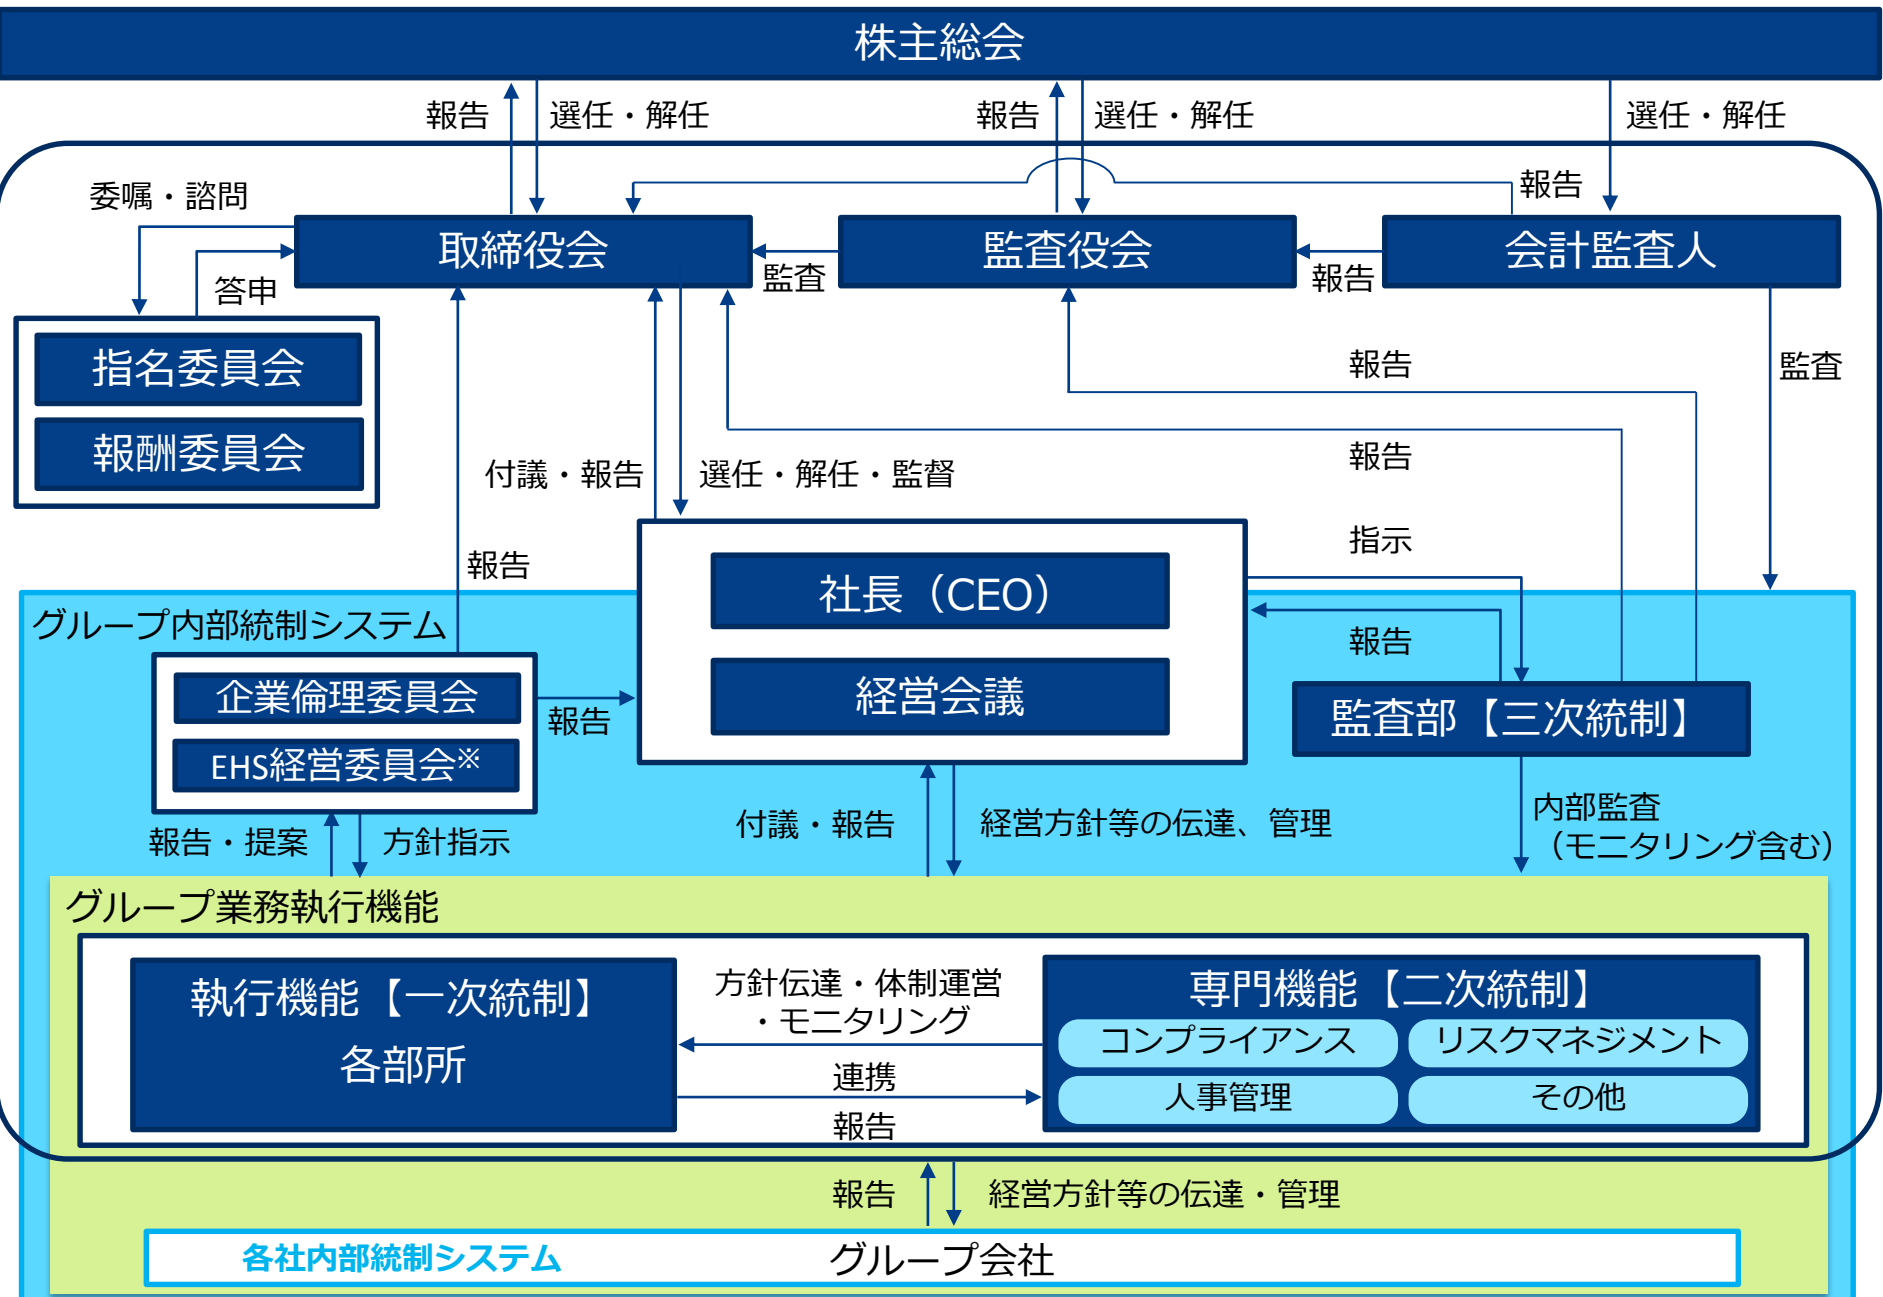 株主総会
報告
選任・解任
報告
選任・解任
選任・解任
委嘱・諮問
報告
取締役会
監査役会
会計監査人
監査
報告
答申
指名委員会
報酬委員会
報告
監査
報告
付議・報告
選任・解任・監督
指示
報告
社長（CEO）
グループ内部統制システム
報告
企業倫理委員会
経営会議
報告
監査部【三次統制】
EHS経営委員会※
報告・提案
方針指示
付議・報告
経営方針等の伝達、管理
内部監査
（モニタリング含む）
グループ業務執行機能
執行機能【一次統制】
各部所
方針伝達・体制運営
・モニタリング
連携
報告
専門機能【二次統制】
コンプライアンス
リスクマネジメント
人事管理
その他
報告
経営方針等の伝達・管理
各社内部統制システム
グループ会社